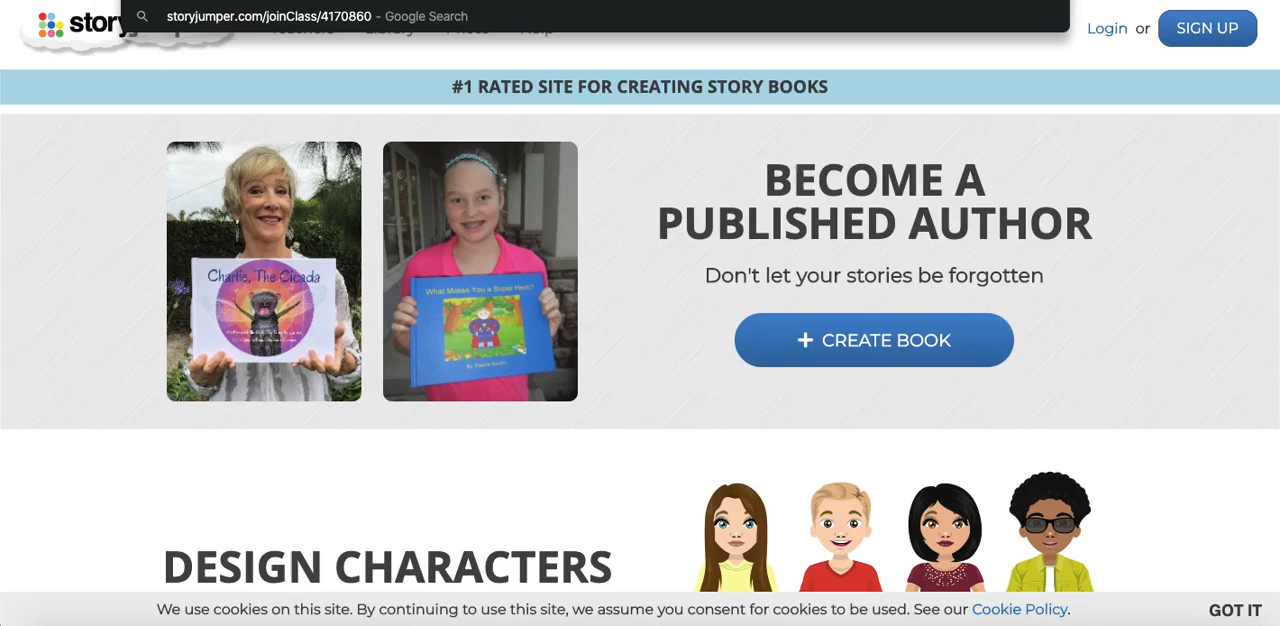 storyjumper.com/joinClass/4170860 - Google Search
story
Login or SIGN UP
#1 RATED SITE FOR CREATING STORY BOOKS
Charlie, The Cicada
What Makes You a Super Hero?
BECOME A
PUBLISHED AUTHOR
Don't let your stories be forgotten
+ CREATE BOOK
DESIGN CHARACTERS
We use cookies on this site. By continuing to use this site, we assume you consent for cookies to be used. See our Cookie Policy.
GOT IT